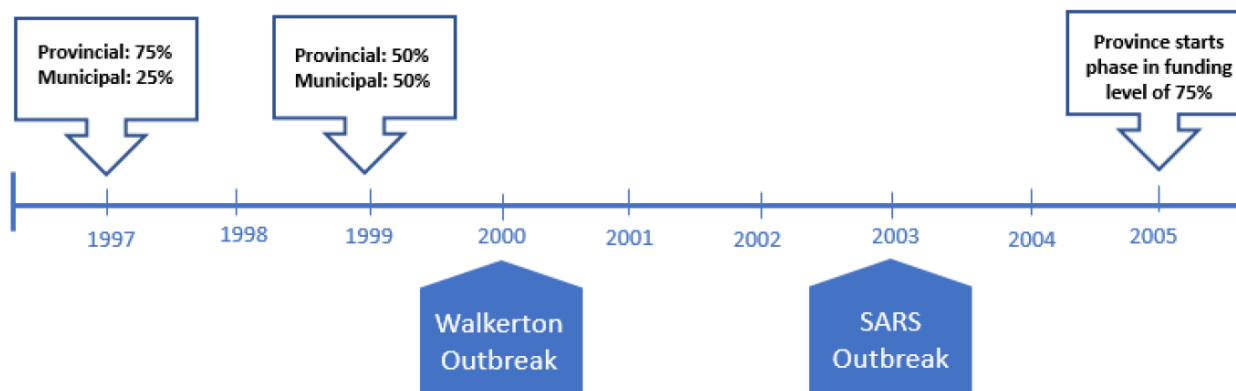 Provincial: 75%
Municipal: 25%
Provincial: 50%
Municipal: 50%
Province starts
phase in funding
level of 75%
1997
1998
1999
2000
2001
2002
2003
2004
2005
Walkerton
Outbreak
SARS
Outbreak